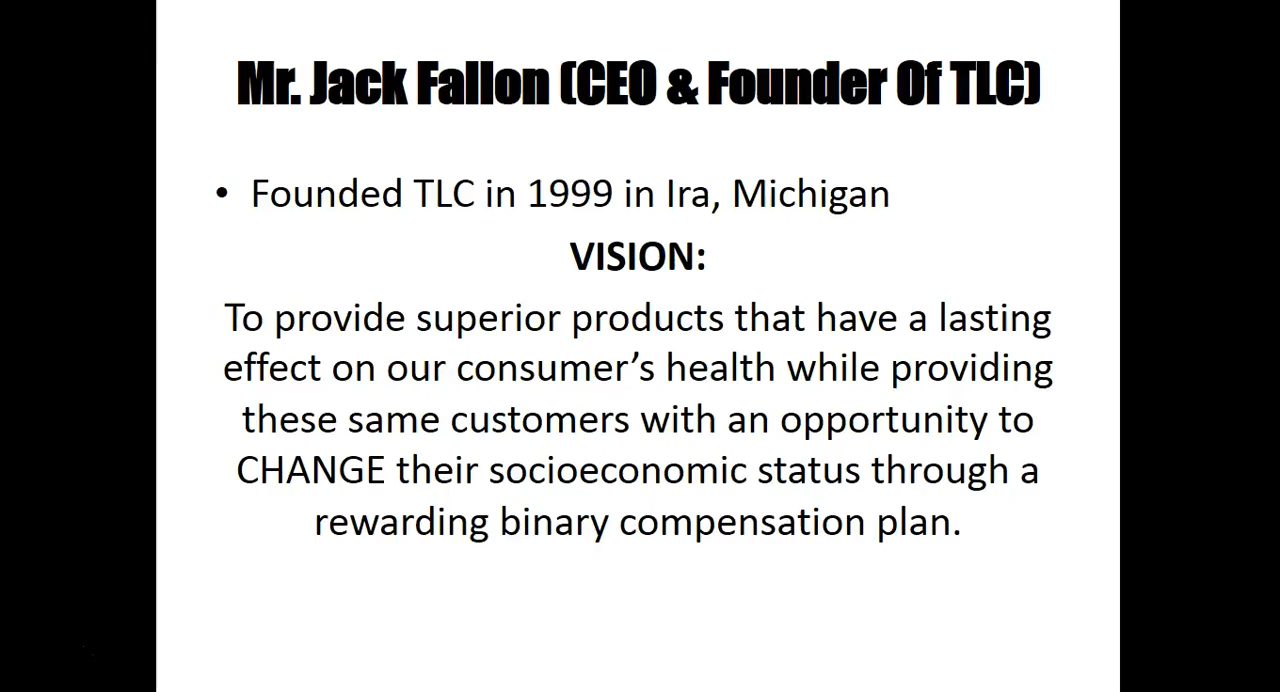 Mr. Jack Fallon (CEO & Founder Of TLC)
• Founded TLC in 1999 in Ira, Michigan
VISION:
To provide superior products that have a lasting
effect on our consumer’s health while providing
these same customers with an opportunity to
CHANGE their socioeconomic status through a
rewarding binary compensation plan.